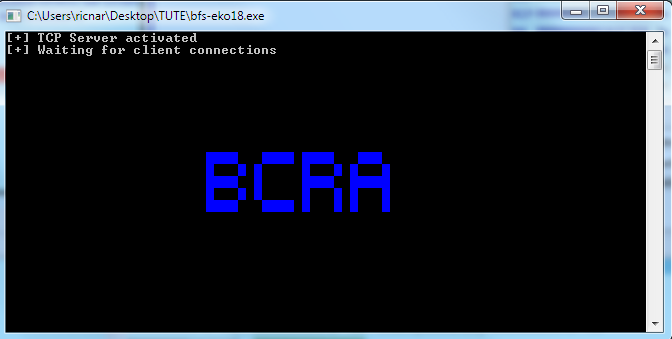 C:\Users\ricnar\Desktop\TUTE\bfs-eko18.exe
[+] TCP Server activated
[+] Waiting for client connections
BCRA